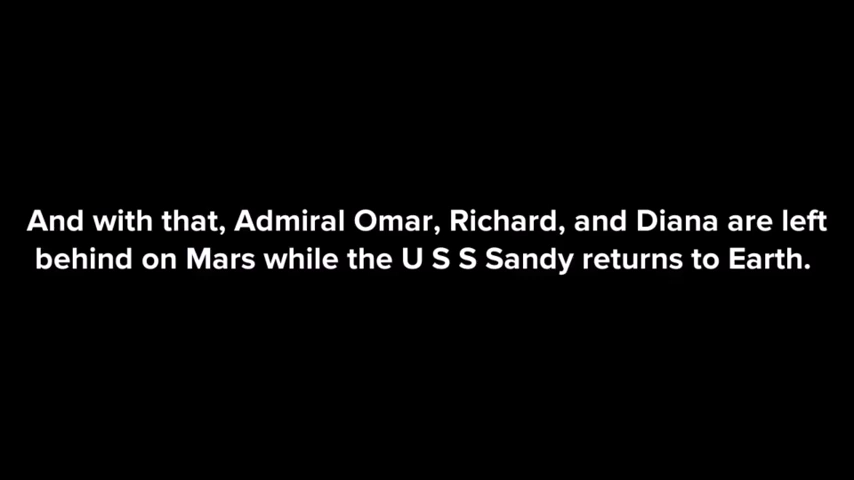 And with that, Admiral Omar, Richard, and Diana are left
behind on Mars while the U S S Sandy returns to Earth.